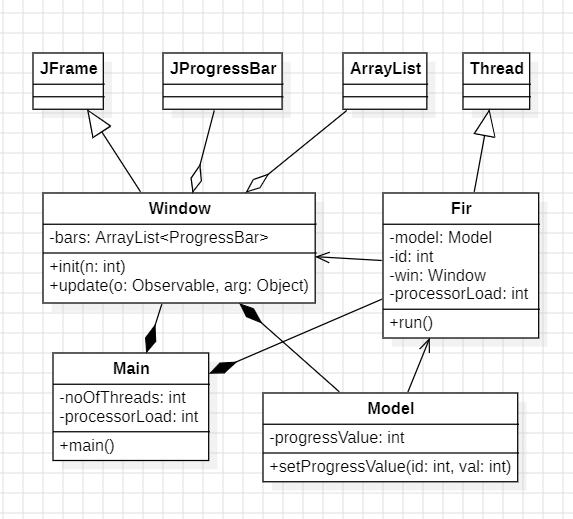 JFrame
JProgressBar
ArrayList
Thread
Window
-bars: ArrayList<ProgressBar>
+init(n: int)
+update(o: Observable, arg: Object)
Fir
-model: Model
-id: int
-win: Window
-processorLoad: int
+run()
Main
-noOfThreads: int
-processorLoad: int
+main()
Model
-progressValue: int
+setProgressValue(id: int, val: int)